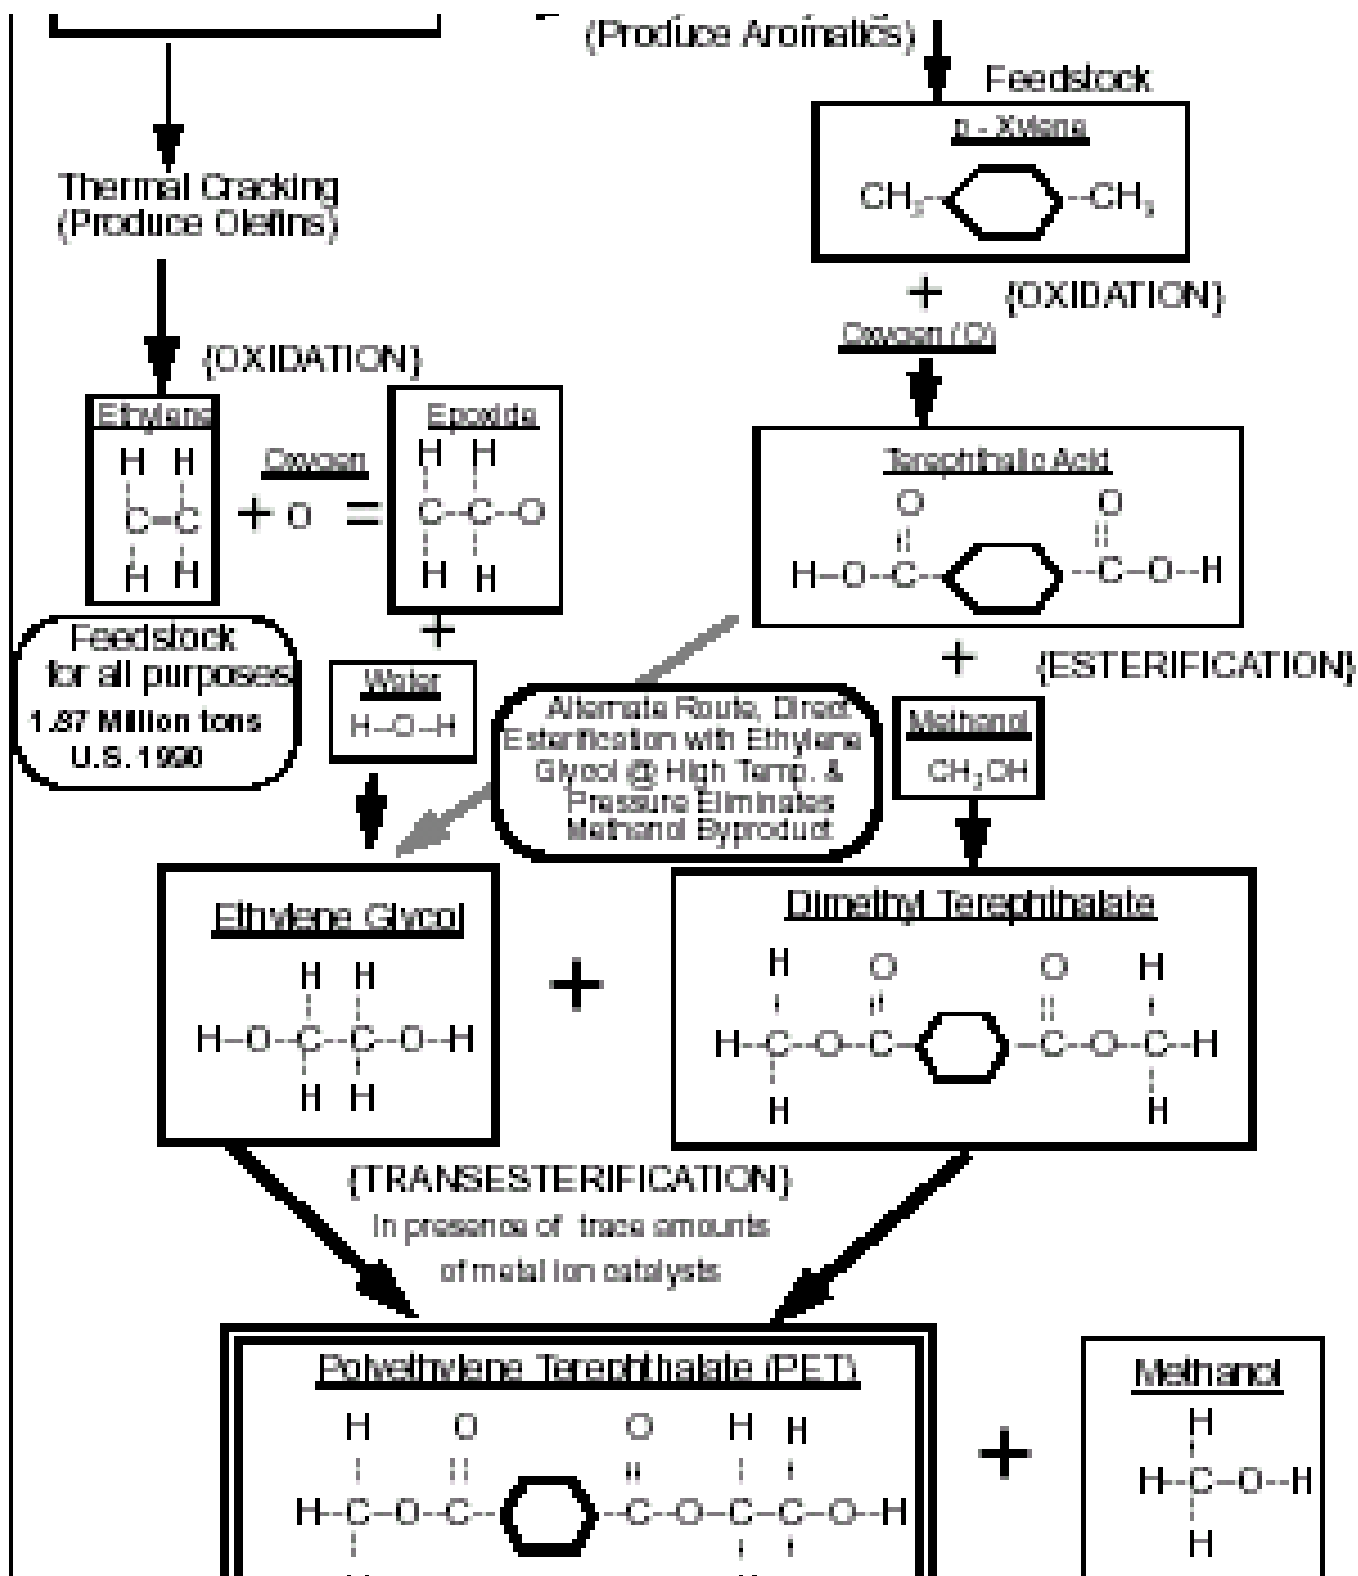 (Produce Aromatics)
Feedstock
p - Xylene
CH3 CH3
Thermal Cracking
(Produce Olefins)
+ {OXIDATION}
Oxygen (O)
{OXIDATION}
Ethylene
H H
C=C
H H
Oxygen
+ O =
Epoxide
H H
C--C--O
H H
Terephthalic Acid
O O
H-O--C C-O--H
Feedstock
for all purposes
1.87 Million tons
U.S. 1990
+
Water
H-O-H
+ {ESTERIFICATION}
Methanol
CH3OH
Alternate Route, Direct
Esterification with Ethylene
Glycol @ High Temp. &
Pressure Eliminates
Methanol Byproduct
Ethylene Glycol
H H
H-O--C--C-O--H
H H
+
Dimethyl Terephthalate
H O O H
H--C--O--C C--O--C-H
H H
{TRANSESTERIFICATION}
In presence of trace amounts
of metal ion catalysts
Polyethylene Terephthalate (PET)
H O O H H
H--C--O--C C--O--C--C--O--H
+
Methanol
H
H--C--O--H
H